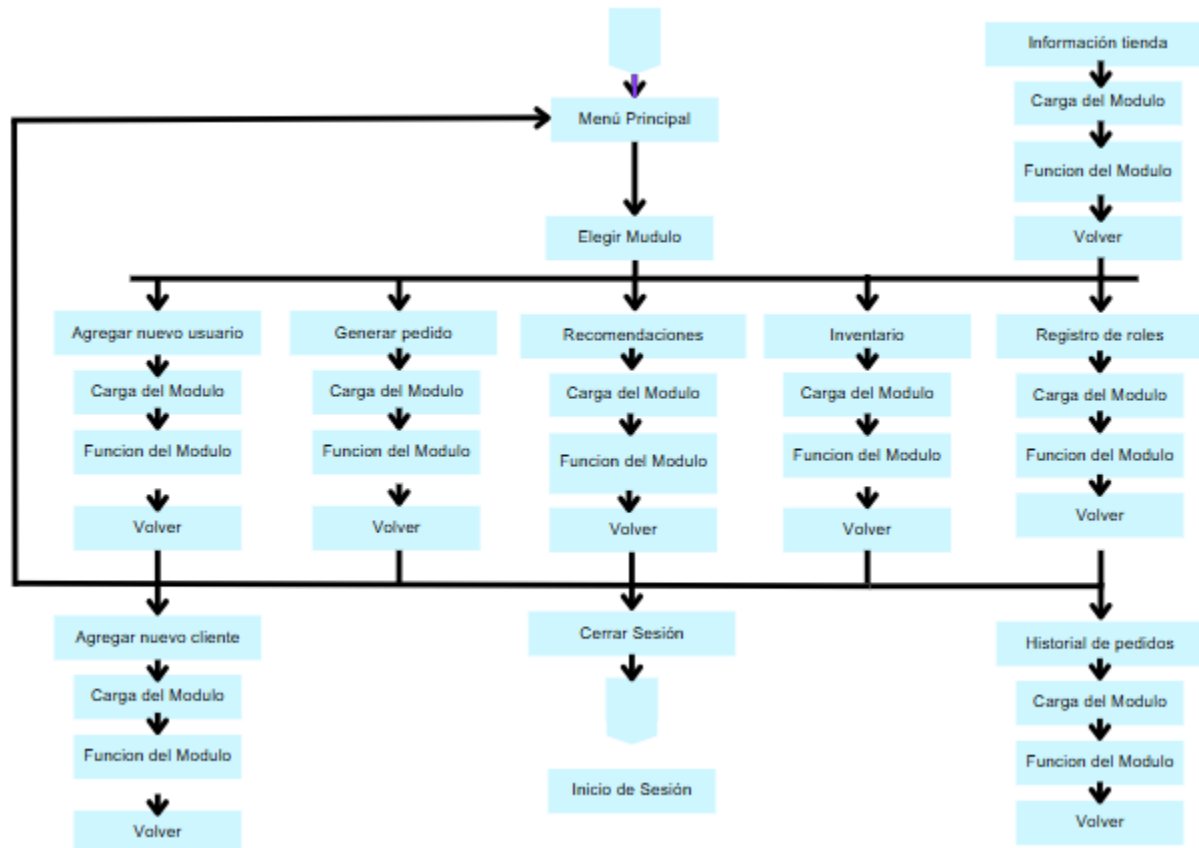 Información tienda
Carga del Modulo
Menú Principal
Funcion del Modulo
Elegir Mudulo
Volver
Agregar nuevo usuario
Generar pedido
Recomendaciones
Inventario
Registro de roles
Carga del Modulo
Carga del Modulo
Carga del Modulo
Carga del Modulo
Carga del Modulo
Funcion del Modulo
Funcion del Modulo
Funcion del Modulo
Funcion del Modulo
Funcion del Modulo
Volver
Volver
Volver
Volver
Volver
Agregar nuevo cliente
Cerrar Sesión
Historial de pedidos
Carga del Modulo
Carga del Modulo
Funcion del Modulo
Funcion del Modulo
Inicio de Sesión
Volver
Volver